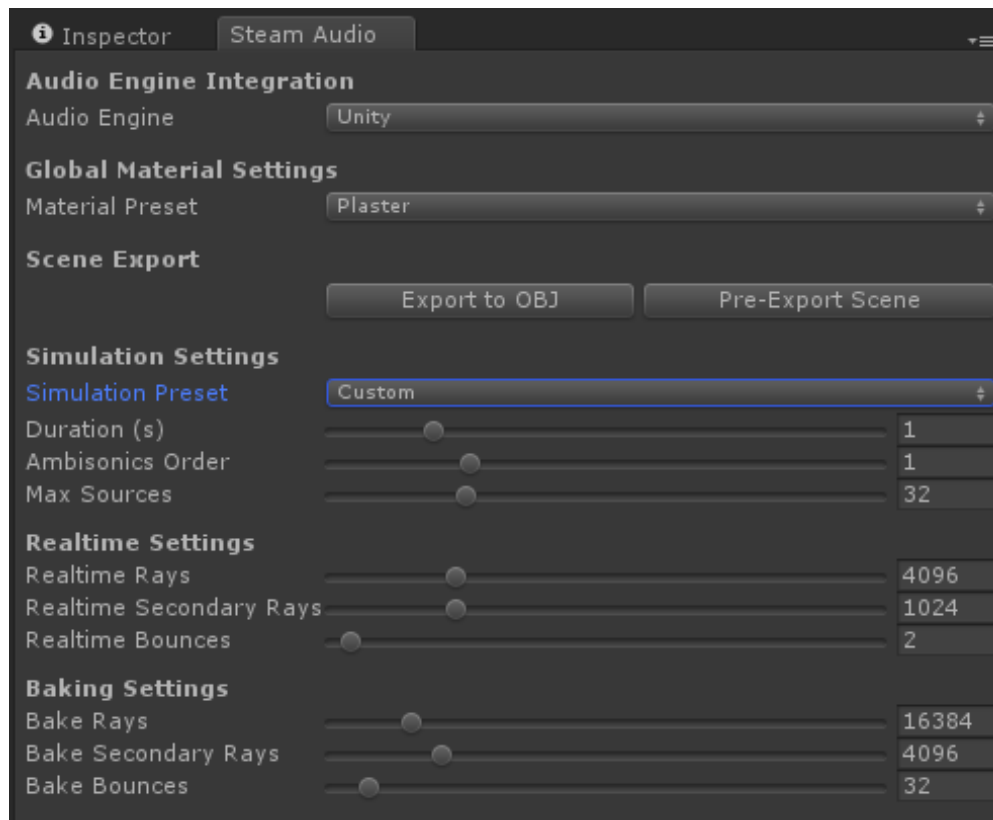 Inspector Steam Audio
Audio Engine Integration
Audio Engine Unity
Global Material Settings
Material Preset Plaster
Scene Export
Export to OBJ Pre-Export Scene
Simulation Settings
Simulation Preset Custom
Duration (s) 1
Ambisonics Order 1
Max Sources 32
Realtime Settings
Realtime Rays 4096
Realtime Secondary Rays 1024
Realtime Bounces 2
Baking Settings
Bake Rays 16384
Bake Secondary Rays 4096
Bake Bounces 32